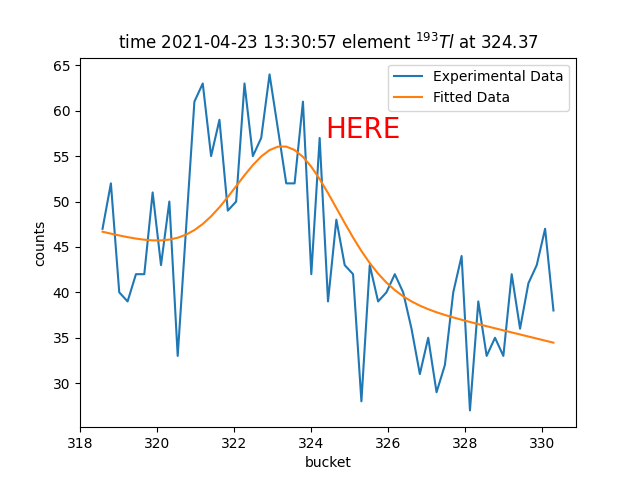 time 2021-04-23 13:30:57 element ¹⁹³Tl at 324.37
Experimental Data
Fitted Data
HERE
counts
65
60
55
50
45
40
35
30
318 320 322 324 326 328 330
bucket